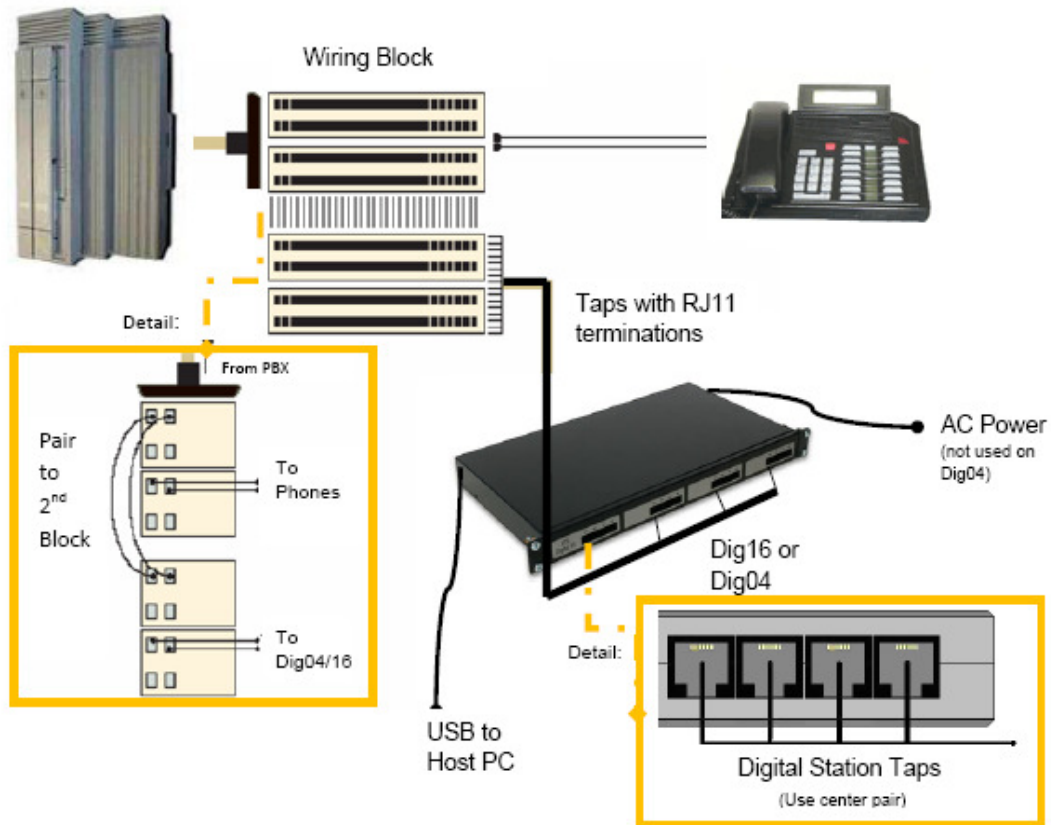 Wiring Block
Taps with RJ11
terminations
Detail:
From PBX
Pair
to
2nd
Block
To
Phones
To
Dig04/16
AC Power
(not used on
Dig04)
Dig16 or
Dig04
Detail:
USB to
Host PC
Digital Station Taps
(Use center pair)